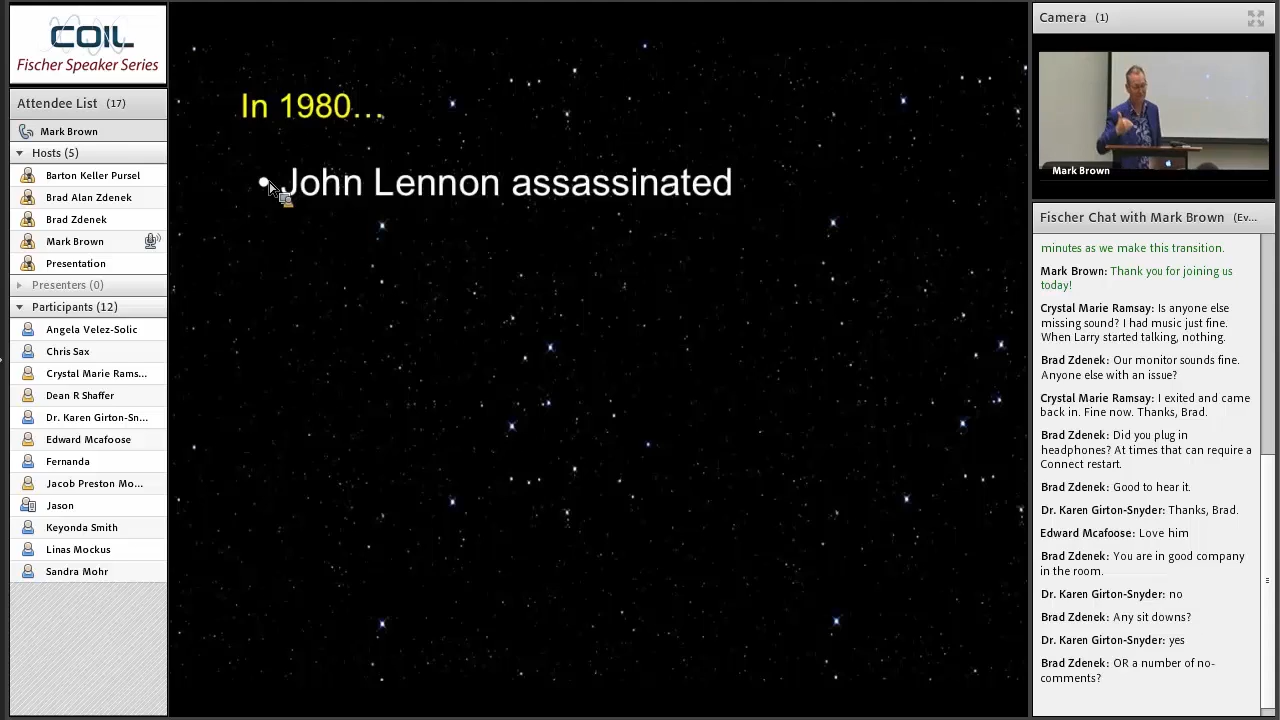 COIL
Fischer Speaker Series
Attendee List (17)
Mark Brown
Hosts (5)
Barton Keller Pursel
Brad Alan Zdenek
Brad Zdenek
Mark Brown
Presentation
Presenters (0)
Participants (12)
Angela Velez-Solic
Chris Sax
Crystal Marie Rams...
Dean R Shaffer
Dr. Karen Girton-Sn...
Edward Mcafoose
Fernanda
Jacob Preston Mo...
Jason
Keyonda Smith
Linas Mockus
Sandra Mohr
In 1980…
• John Lennon assassinated
Camera (1)
Mark Brown
Fischer Chat with Mark Brown (Ev...
minutes as we make this transition.
Mark Brown: Thank you for joining us
today!
Crystal Marie Ramsay: Is anyone else
missing sound? I had music just fine.
When Larry started talking, nothing.
Brad Zdenek: Our monitor sounds fine.
Anyone else with an issue?
Crystal Marie Ramsay: I exited and came
back in. Fine now. Thanks, Brad.
Brad Zdenek: Did you plug in
headphones? At times that can require a
Connect restart.
Brad Zdenek: Good to hear it.
Dr. Karen Girton-Snyder: Thanks, Brad.
Edward Mcafoose: Love him
Brad Zdenek: You are in good company
in the room.
Dr. Karen Girton-Snyder: no
Brad Zdenek: Any sit downs?
Dr. Karen Girton-Snyder: yes
Brad Zdenek: OR a number of no-
comments?